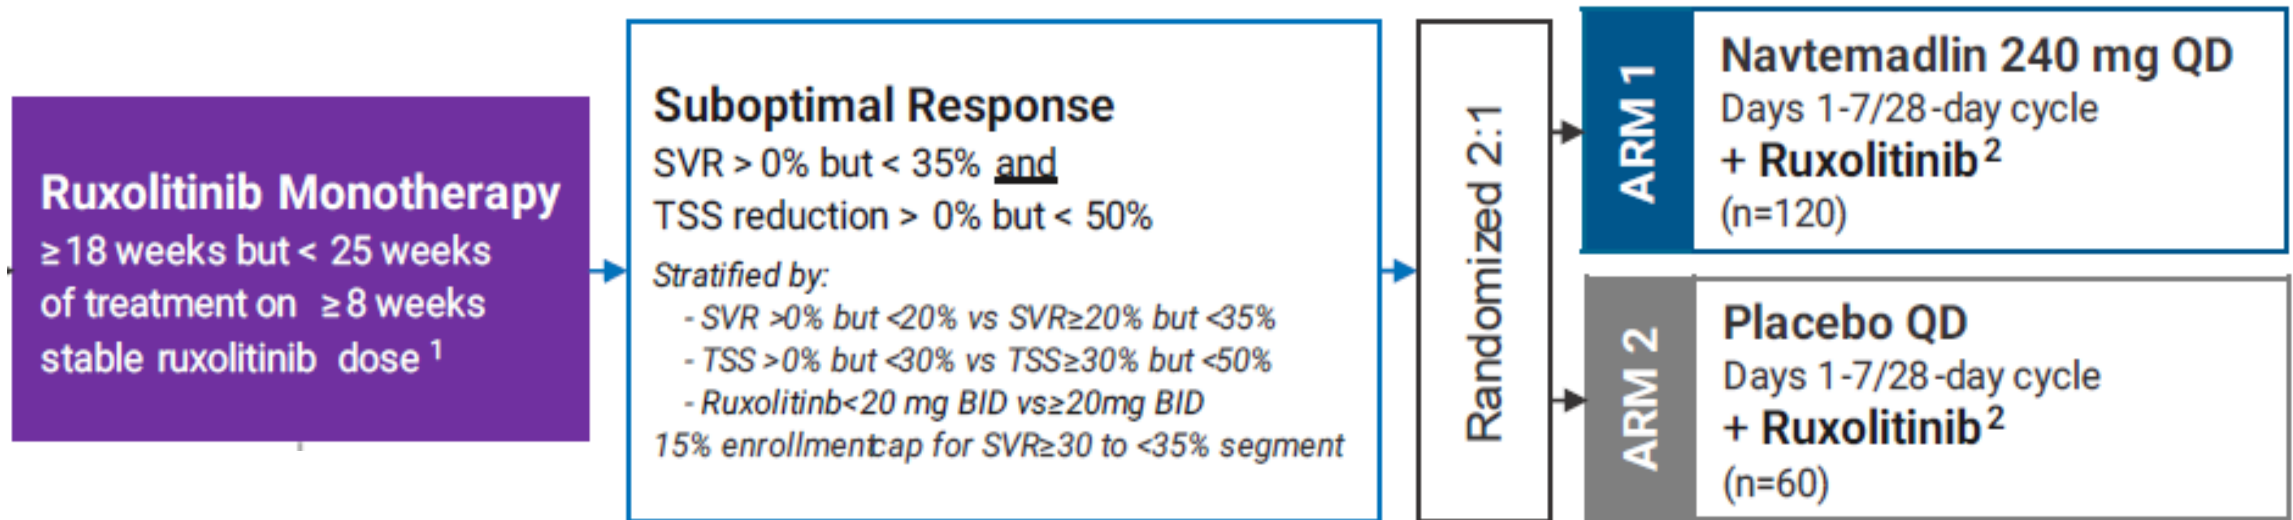 Ruxolitinib Monotherapy
≥18 weeks but < 25 weeks
of treatment on ≥8 weeks
stable ruxolitinib dose 1
Suboptimal Response
SVR > 0% but < 35% and
TSS reduction > 0% but < 50%
Stratified by:
- SVR >0% but <20% vs SVR≥20% but <35%
- TSS >0% but <30% vs TSS≥30% but <50%
- Ruxolitinb<20 mg BID vs≥20mg BID
15% enrollment cap for SVR≥30 to <35% segment
Randomized 2:1
ARM 1
Navtemadlin 240 mg QD
Days 1-7/28-day cycle
+ Ruxolitinib 2
(n=120)
ARM 2
Placebo QD
Days 1-7/28-day cycle
+ Ruxolitinib 2
(n=60)